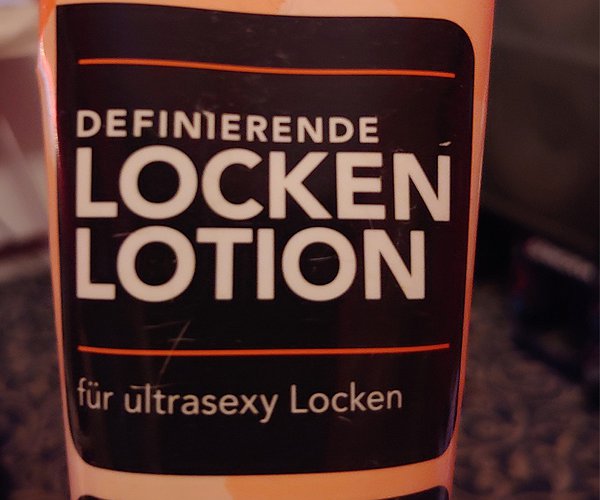 DEFINIERENDE
LOCKEN
LOTION
für ultrasexy Locken